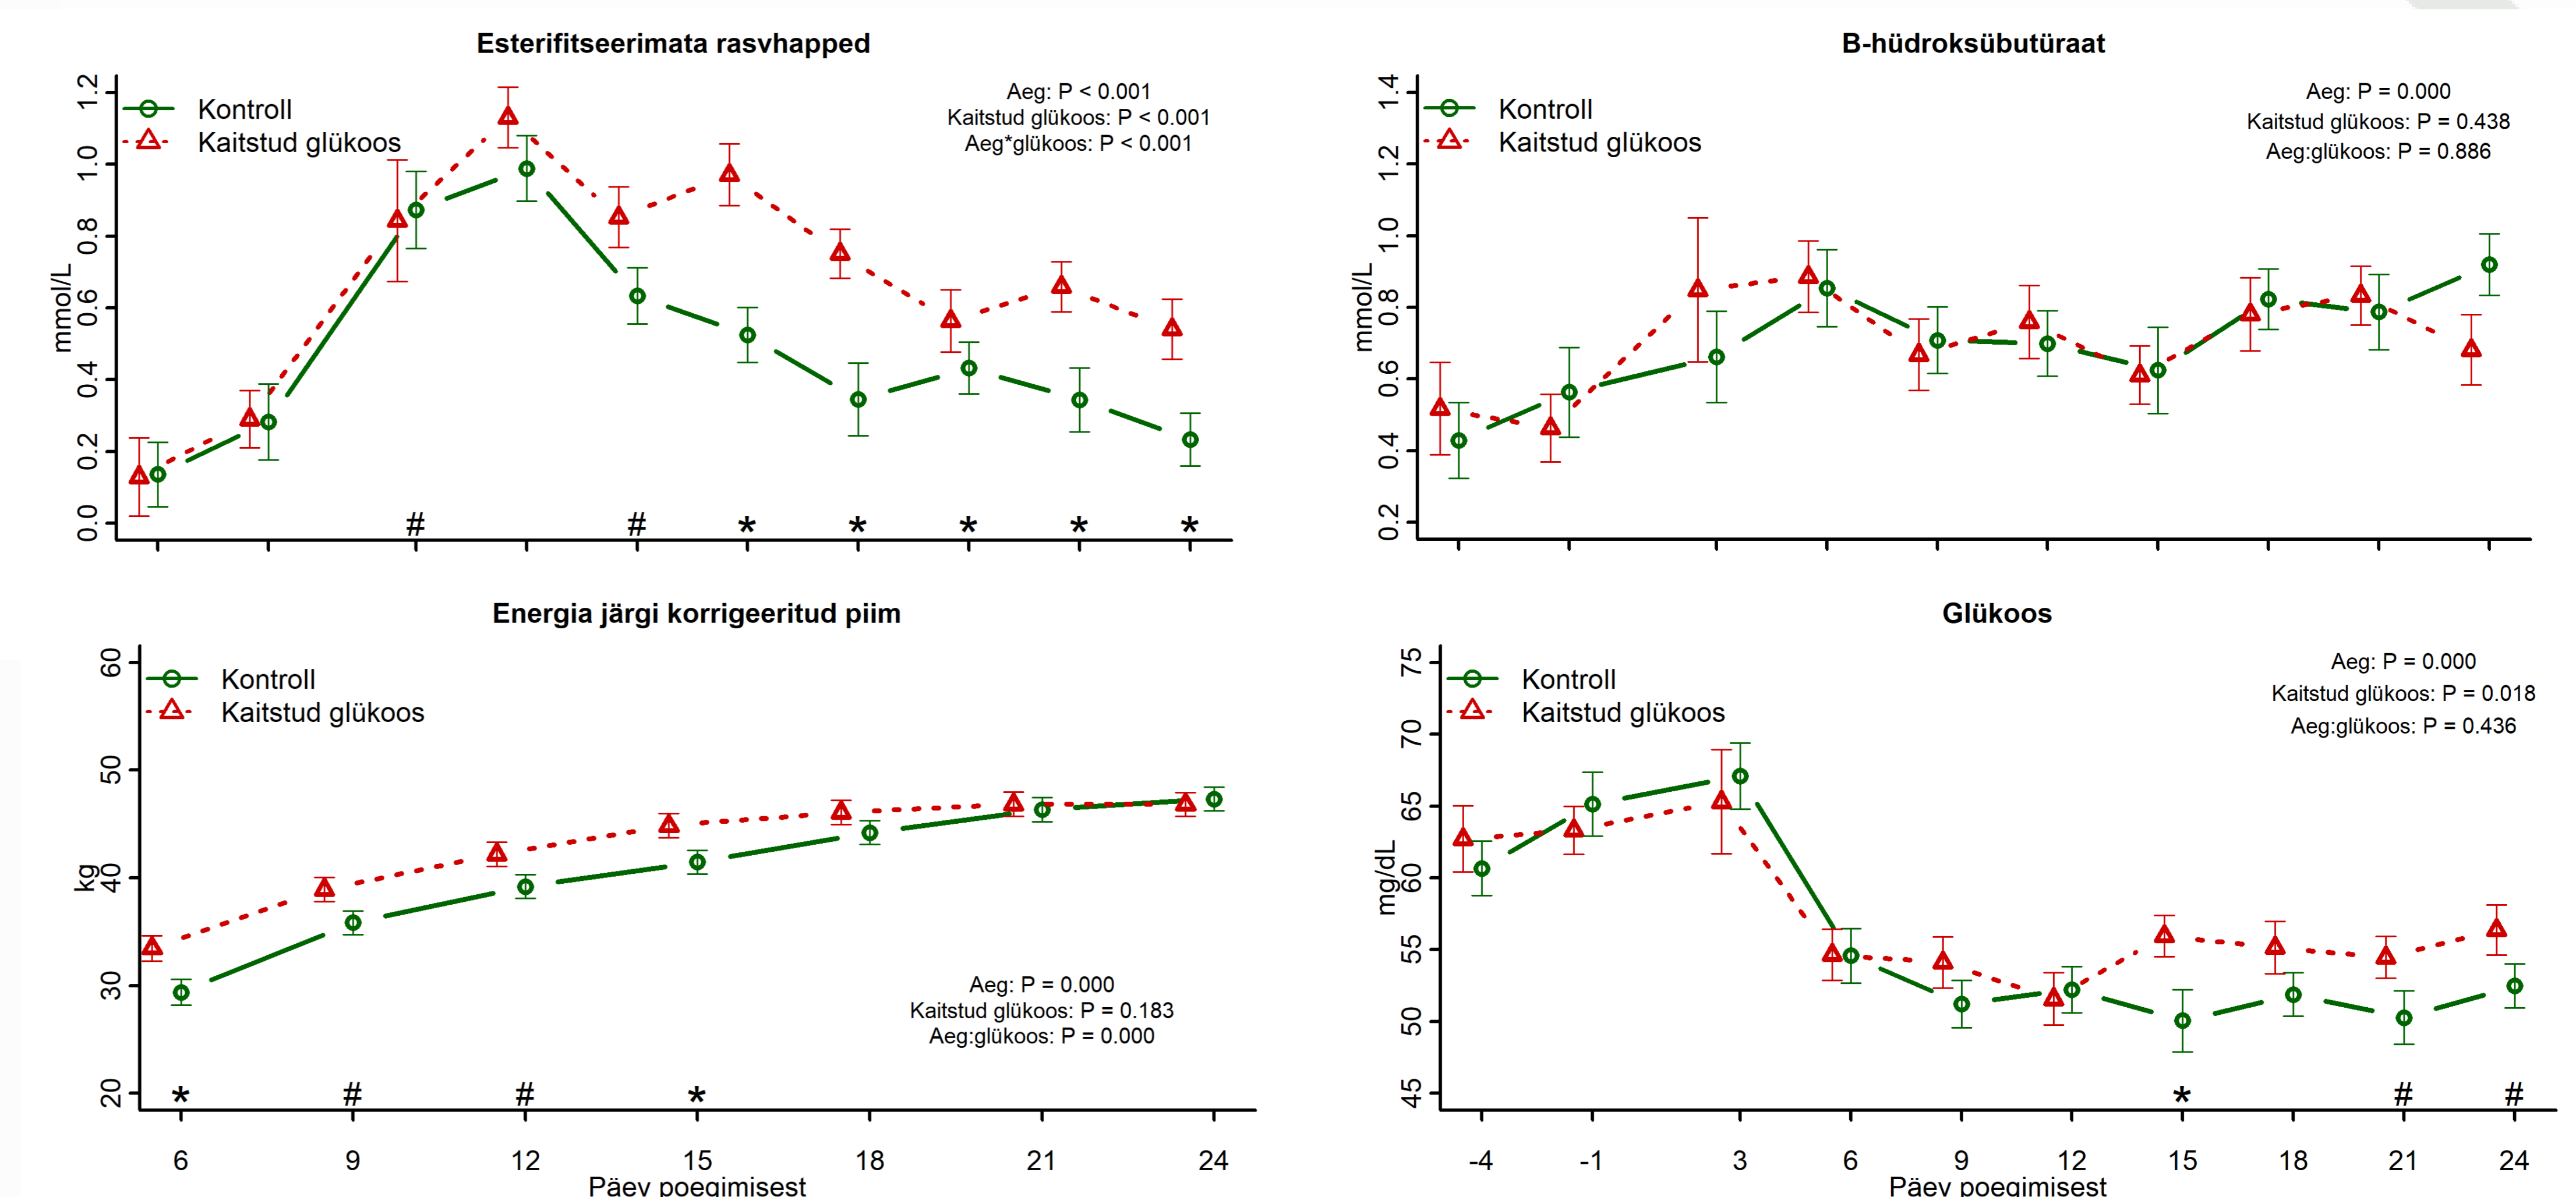 Esterifitseerimata rasvhapped
mmol/L
0.0 0.2 0.4 0.6 0.8 1.0 1.2
Kontroll
Kaitstud glükoos
Aeg: P < 0.001
Kaitstud glükoos: P < 0.001
Aeg*glükoos: P < 0.001
# # * * * * *
B-hüdroksübutüraat
mmol/L
0.2 0.4 0.6 0.8 1.0 1.2 1.4
Kontroll
Kaitstud glükoos
Aeg: P = 0.000
Kaitstud glükoos: P = 0.438
Aeg:glükoos: P = 0.886
Energia järgi korrigeeritud piim
kg
20 30 40 50 60
Kontroll
Kaitstud glükoos
Aeg: P = 0.000
Kaitstud glükoos: P = 0.183
Aeg:glükoos: P = 0.000
* # # *
6 9 12 15 18 21 24
Päev poegimisest
Glükoos
mg/dL
45 50 55 60 65 70 75
Kontroll
Kaitstud glükoos
Aeg: P = 0.000
Kaitstud glükoos: P = 0.018
Aeg:glükoos: P = 0.436
* # #
-4 -1 3 6 9 12 15 18 21 24
Päev poegimisest